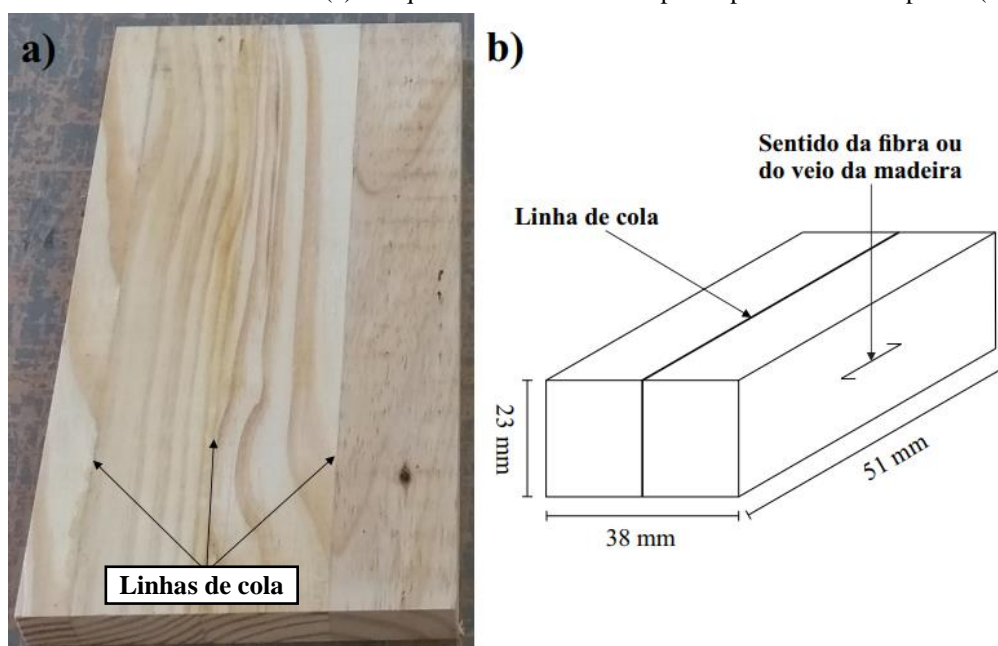 a)
b)
Sentido da fibra ou
do veio da madeira
Linha de cola
23 mm
51 mm
38 mm
Linhas de cola